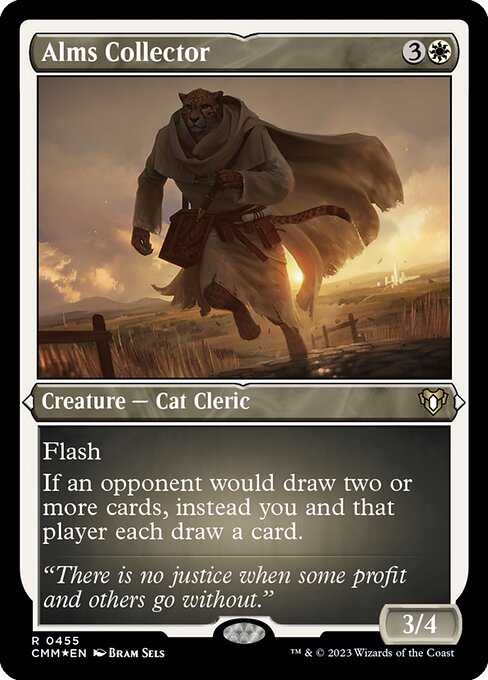 Alms Collector 3
Creature — Cat Cleric
Flash
If an opponent would draw two or
more cards, instead you and that
player each draw a card.
“There is no justice when some profit
and others go without.”
3/4
R 0455
CMM★EN Bram Sels
™ & © 2023 Wizards of the Coast